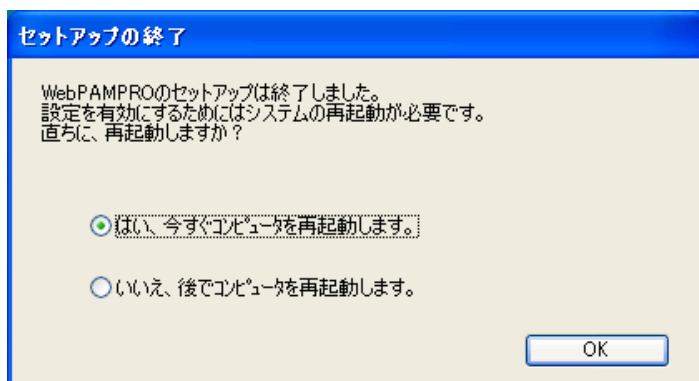 セットアップの終了
WebPAMPROのセットアップは終了しました。
設定を有効にするためにはシステムの再起動が必要です。
直ちに、再起動しますか？
はい、今すぐｺﾝﾋﾟｭｰﾀを再起動します。
いいえ、後でｺﾝﾋﾟｭｰﾀを再起動します。
OK